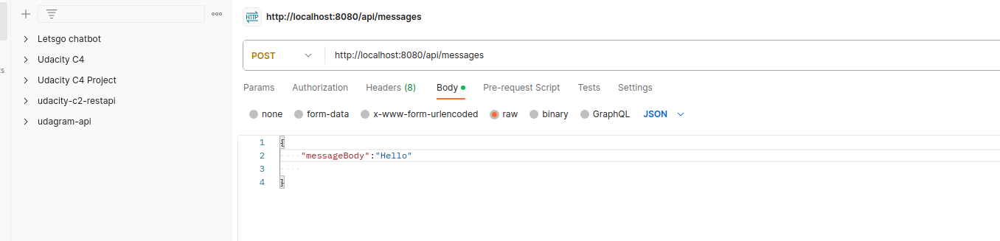 HTTP http://localhost:8080/api/messages
Letsgo chatbot
Udacity C4
Udacity C4 Project
udacity-c2-restapi
udagram-api
POST http://localhost:8080/api/messages
Params Authorization Headers (8) Body Pre-request Script Tests Settings
none form-data x-www-form-urlencoded raw binary GraphQL JSON
1 {
2 "messageBody":"Hello"
3
4 }